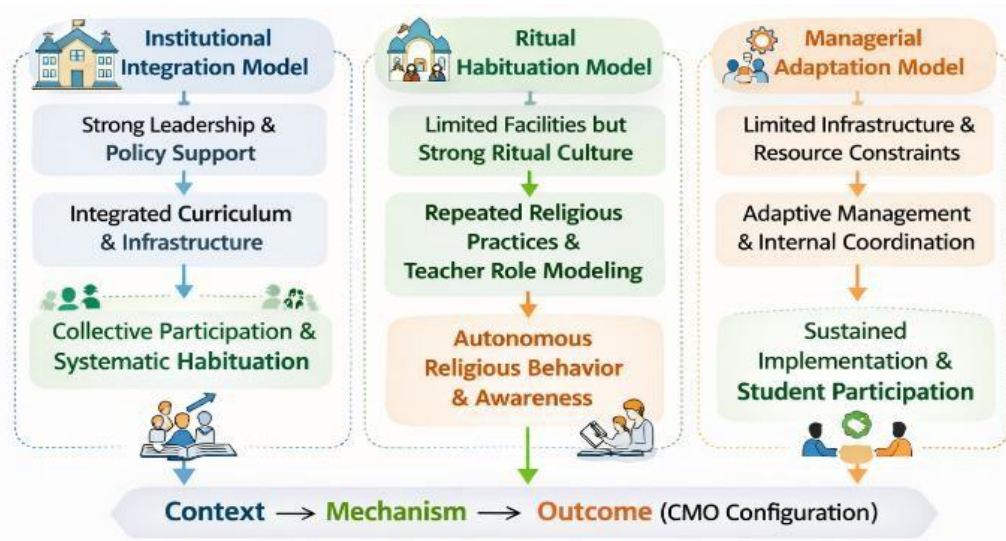 Institutional
Integration Model
Strong Leadership &
Policy Support
Integrated Curriculum
& Infrastructure
Collective Participation &
Systematic Habituation
Ritual
Habituation Model
Limited Facilities but
Strong Ritual Culture
Repeated Religious
Practices &
Teacher Role Modeling
Autonomous
Religious Behavior
& Awareness
Managerial
Adaptation Model
Limited Infrastructure &
Resource Constraints
Adaptive Management
& Internal Coordination
Sustained
Implementation &
Student Participation
Context → Mechanism → Outcome (CMO Configuration)